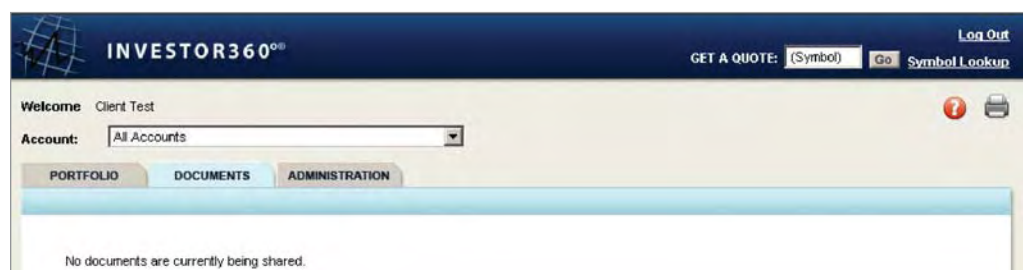 INVESTOR360°®
Log Out
GET A QUOTE: (Symbol) Go Symbol Lookup
Welcome Client Test
Account: All Accounts
PORTFOLIO DOCUMENTS ADMINISTRATION
No documents are currently being shared.